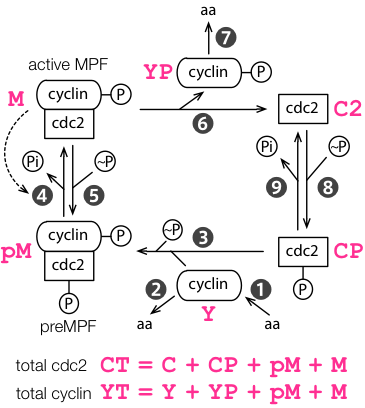 aa
7
active MPF
YP
cyclin
P
M
cyclin
P
cdc2
6
cdc2
C2
Pi
~P
4
5
Pi
~P
9
8
pM
cyclin
P
cdc2
P
preMPF
~P
3
cdc2
CP
P
2
cyclin
1
aa
Y
aa
total cdc2 CT = C + CP + pM + M
total cyclin YT = Y + YP + pM + M